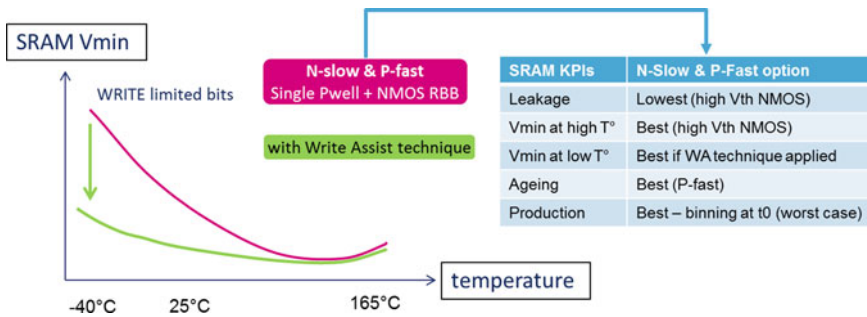 SRAM Vmin
WRITE limited bits
N-slow & P-fast
Single Pwell + NMOS RBB
with Write Assist technique
temperature
-40°C 25°C 165°C
SRAM KPIs N-Slow & P-Fast option
Leakage Lowest (high Vth NMOS)
Vmin at high T° Best (high Vth NMOS)
Vmin at low T° Best if WA technique applied
Ageing Best (P-fast)
Production Best – binning at t0 (worst case)